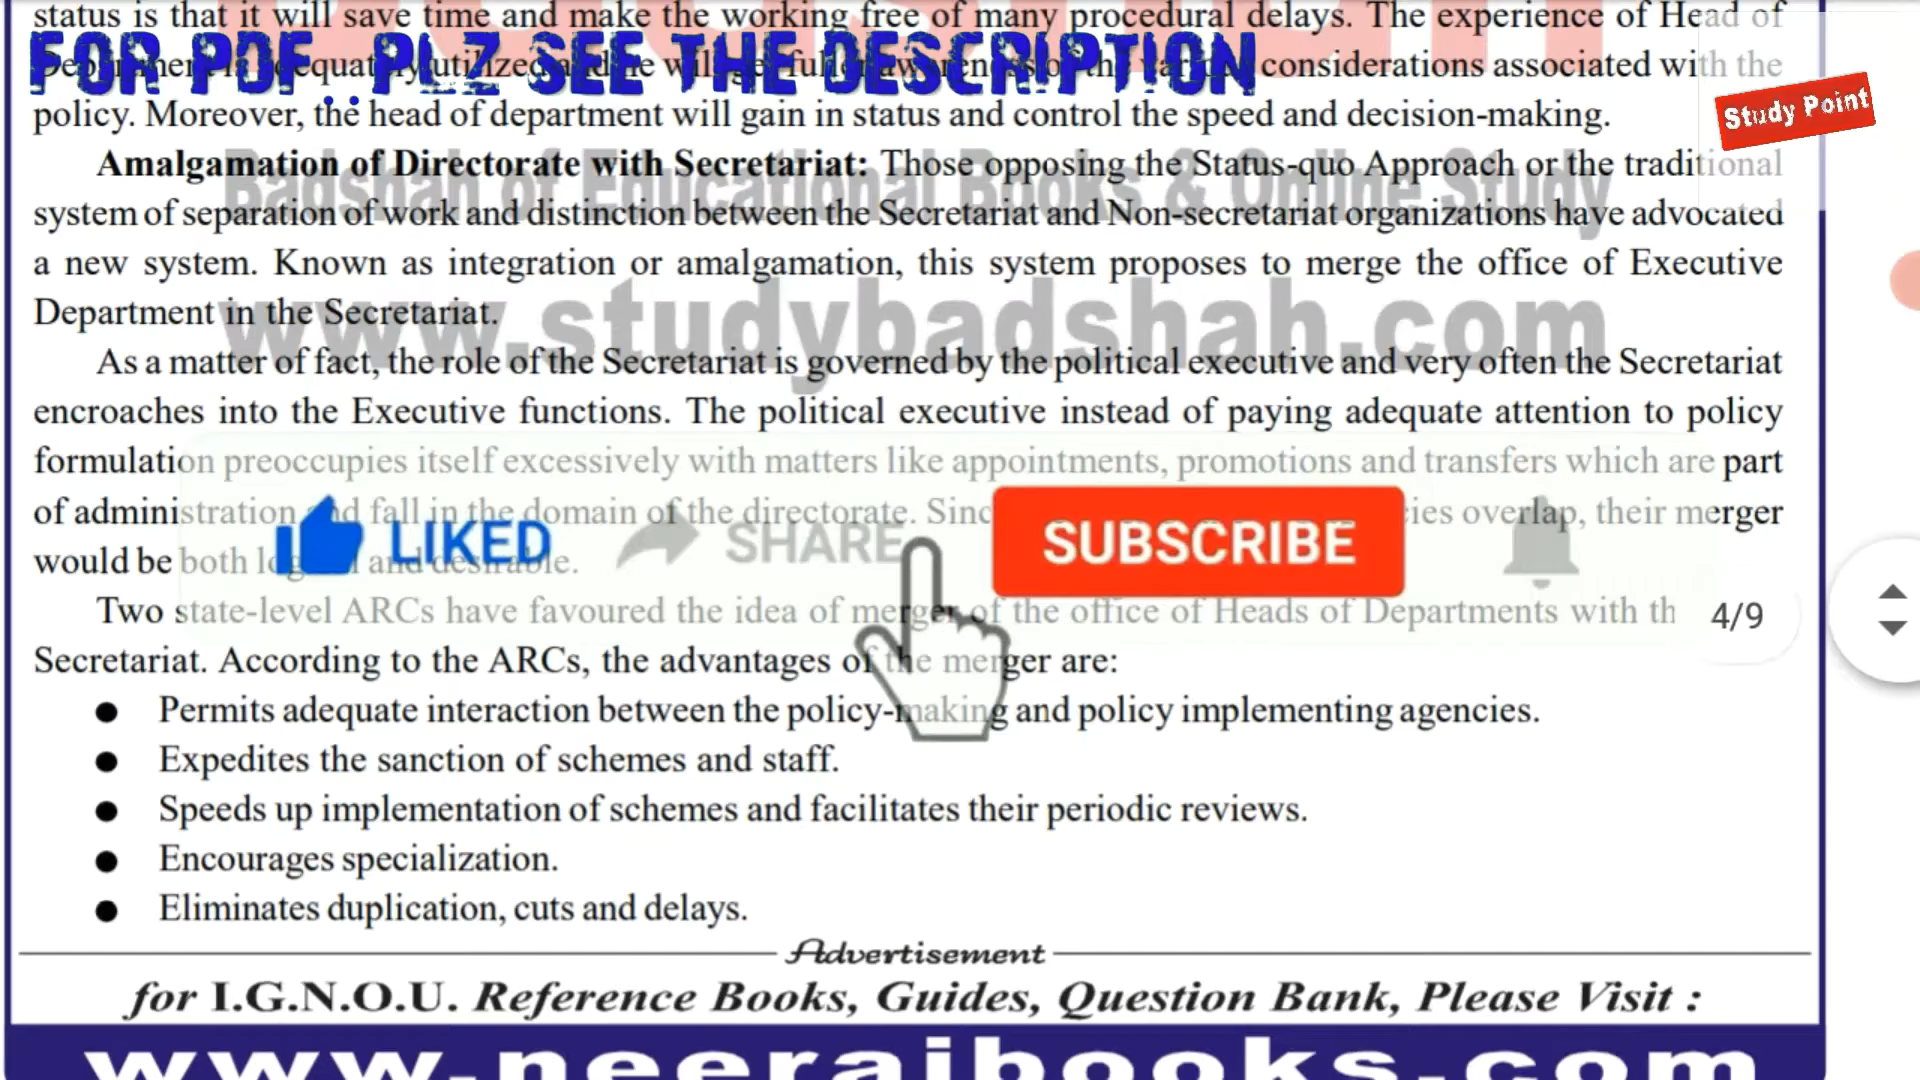 status is that it will save time and make the working free of many procedural delays. The experience of Head of
FOR PDF... PLZ SEE THE DESCRIPTION
considerations associated with the
policy. Moreover, the head of department will gain in status and control the speed and decision-making.
Study Point
Amalgamation of Directorate with Secretariat: Those opposing the Status-quo Approach or the traditional
Badshah of Educational Books & Online Study
system of separation of work and distinction between the Secretariat and Non-secretariat organizations have advocated
a new system. Known as integration or amalgamation, this system proposes to merge the office of Executive
Department in the Secretariat.
www.studybadshah.com
As a matter of fact, the role of the Secretariat is governed by the political executive and very often the Secretariat
encroaches into the Executive functions. The political executive instead of paying adequate attention to policy
formulation preoccupies itself excessively with matters like appointments, promotions and transfers which are part
of administration and fall in the domain of the directorate. overlap, their merger
LIKED
SHARE
SUBSCRIBE
would be both and desirable.
Two state-level ARCs have favoured the idea of merger of the office of Heads of Departments with
4/9
Secretariat. According to the ARCs, the advantages of the merger are:
● Permits adequate interaction between the policy-making and policy implementing agencies.
● Expedites the sanction of schemes and staff.
● Speeds up implementation of schemes and facilitates their periodic reviews.
● Encourages specialization.
● Eliminates duplication, cuts and delays.
Advertisement
for I.G.N.O.U. Reference Books, Guides, Question Bank, Please Visit :
www.neerajbooks.com